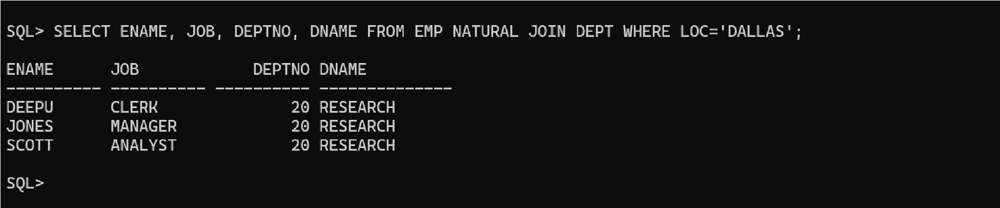 SQL> SELECT ENAME, JOB, DEPTNO, DNAME FROM EMP NATURAL JOIN DEPT WHERE LOC='DALLAS';
ENAME      JOB            DEPTNO DNAME
---------- ---------- ---------- --------------
DEEPU      CLERK              20 RESEARCH
JONES      MANAGER            20 RESEARCH
SCOTT      ANALYST            20 RESEARCH
SQL>